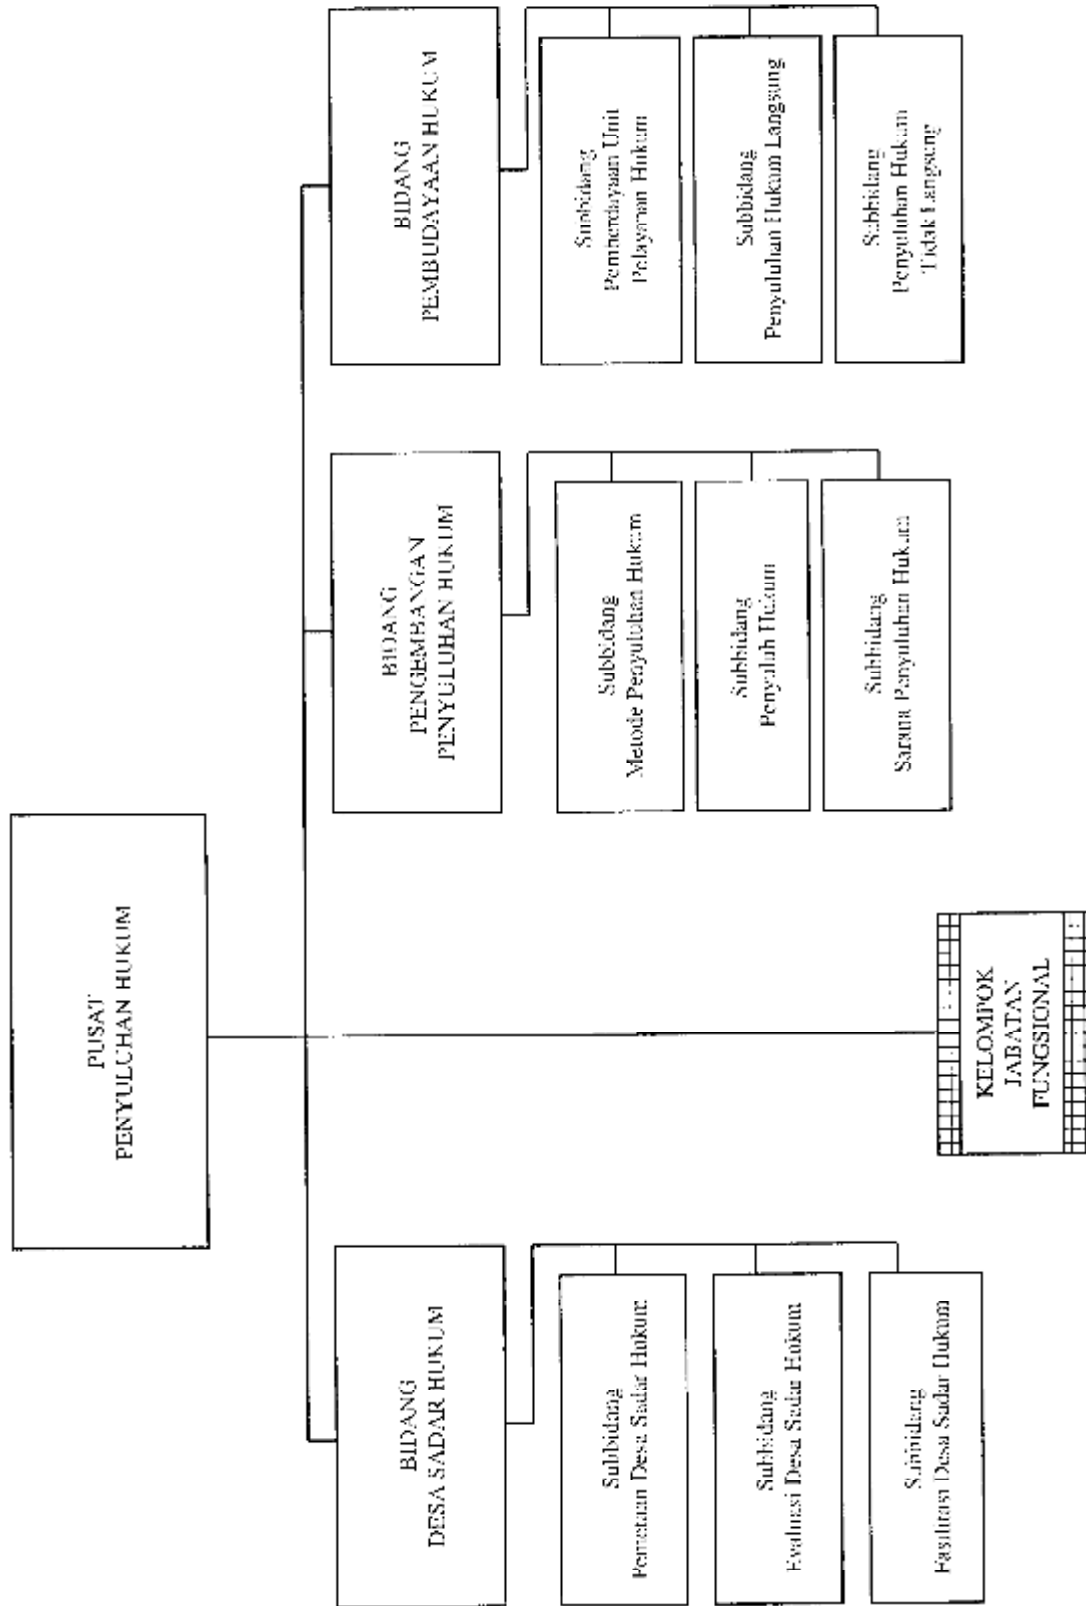 PUSAT
PENYULUHAN HUKUM
BIDANG
DESA SADAR HUKUM
Subbidang
Pemetaan Desa Sadar Hukum
Subbidang
Evaluasi Desa Sadar Hukum
Subbidang
Fasilitasi Desa Sadar Hukum
BIDANG
PENGEMBANGAN
PENYULUHAN HUKUM
Subbidang
Metode Penyuluhan Hukum
Subbidang
Penyuluh Hukum
Subbidang
Sarana Penyuluhan Hukum
BIDANG
PEMBUDAYAAN HUKUM
Subbidang
Pemberdayaan Unit
Pelayanan Hukum
Subbidang
Penyuluhan Hukum Langsung
Subbidang
Penyuluhan Hukum
Tidak Langsung
KELOMPOK
JABATAN
FUNGSIONAL